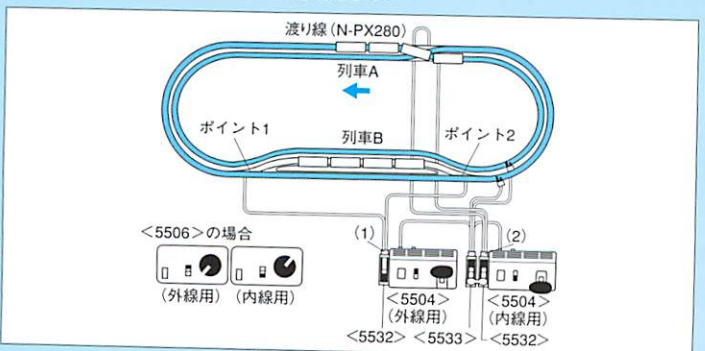 渡り線(N-PX280)
列車A
ポイント1
列車B
ポイント2
<5506>の場合
(外線用)
(内線用)
(1)
(2)
<5504>
(外線用)
<5504>
(内線用)
<5532>
<5533>
<5532>